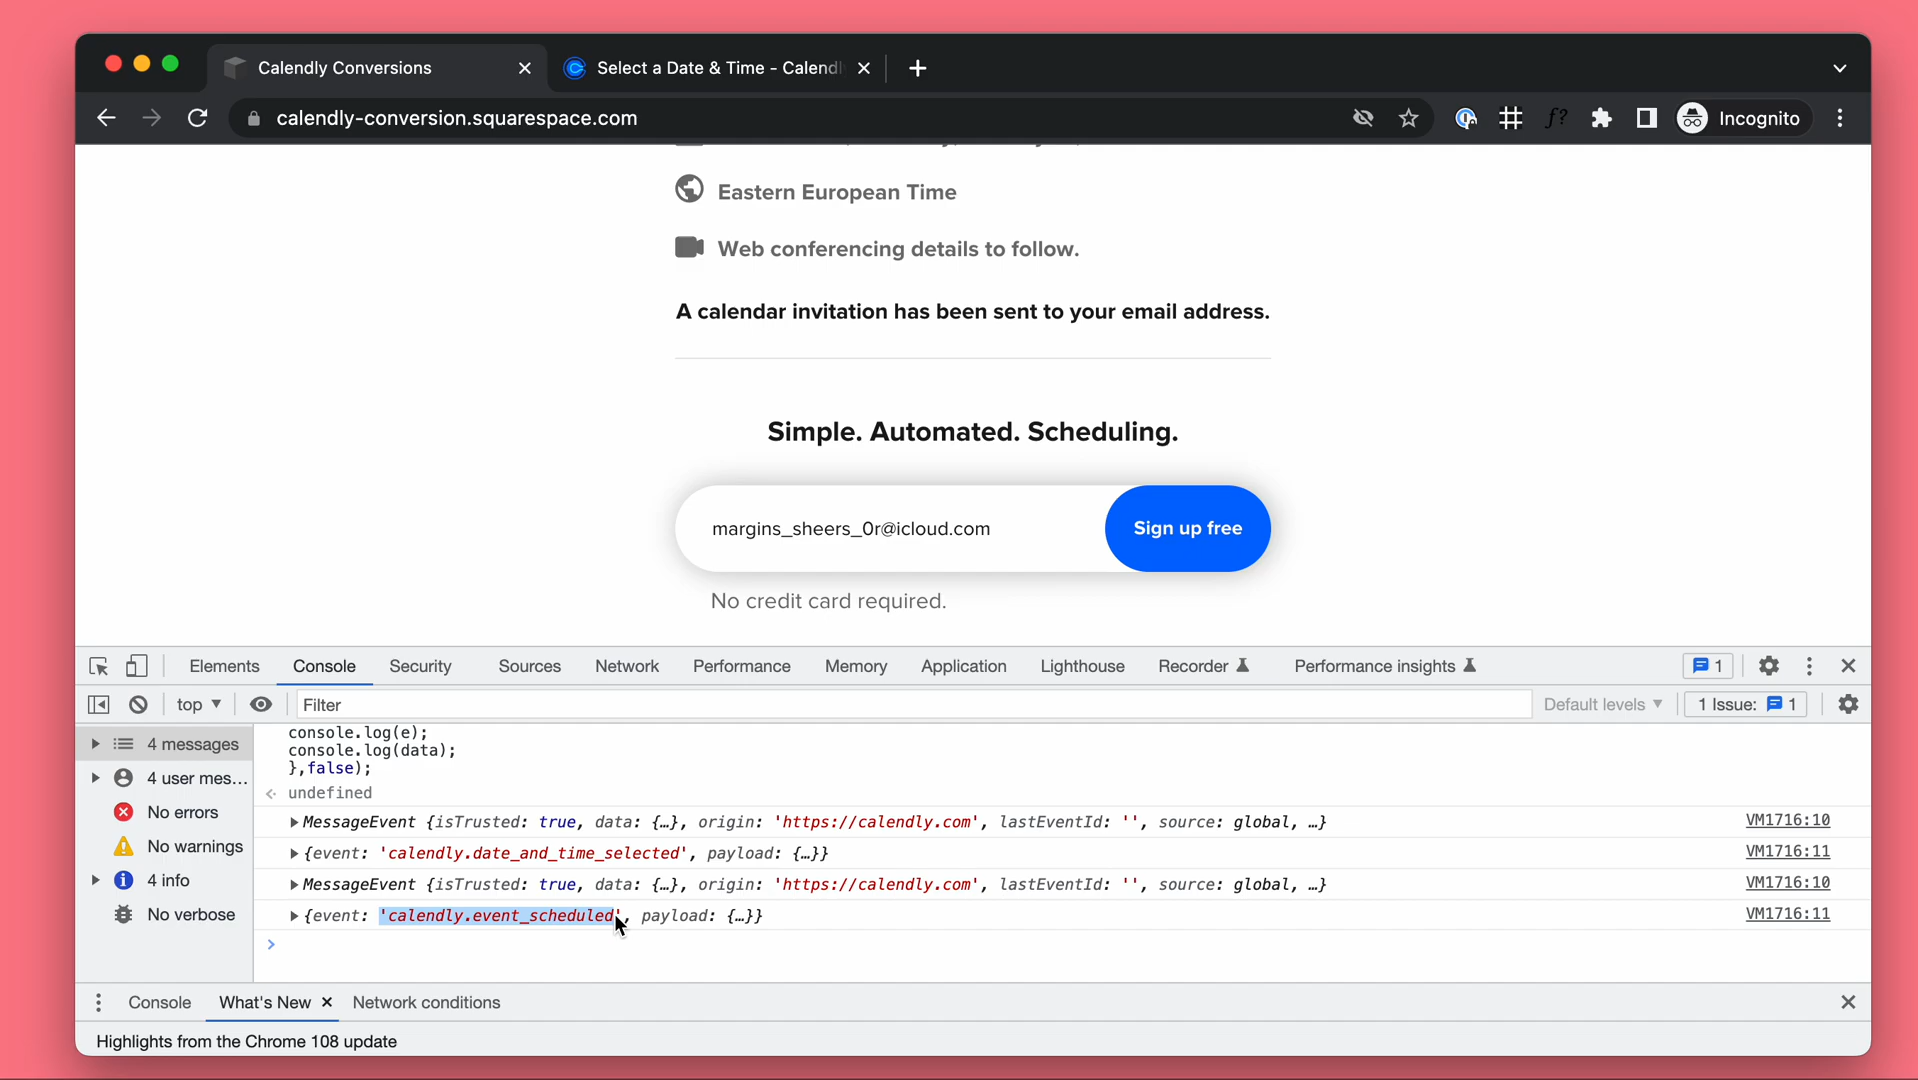 Calendly Conversions
Select a Date & Time - Calendl
calendly-conversion.squarespace.com
f?
Incognito
Eastern European Time
Web conferencing details to follow.
A calendar invitation has been sent to your email address.
Simple. Automated. Scheduling.
margins_sheers_0r@icloud.com
Sign up free
No credit card required.
Elements Console Security Sources Network Performance Memory Application Lighthouse Recorder Performance insights 1
top Filter Default levels 1 Issue: 1
4 messages
4 user mes...
No errors
No warnings
4 info
No verbose
console.log(e);
console.log(data);
},false);
undefined
MessageEvent {isTrusted: true, data: {…}, origin: 'https://calendly.com', lastEventId: '', source: global, …} VM1716:10
{event: 'calendly.date_and_time_selected', payload: {…}} VM1716:11
MessageEvent {isTrusted: true, data: {…}, origin: 'https://calendly.com', lastEventId: '', source: global, …} VM1716:10
{event: 'calendly.event_scheduled', payload: {…}} VM1716:11
Console What's New Network conditions
Highlights from the Chrome 108 update